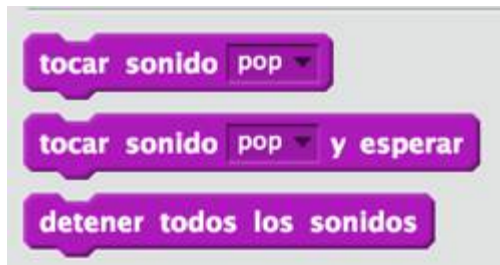 tocar sonido pop
tocar sonido pop y esperar
detener todos los sonidos